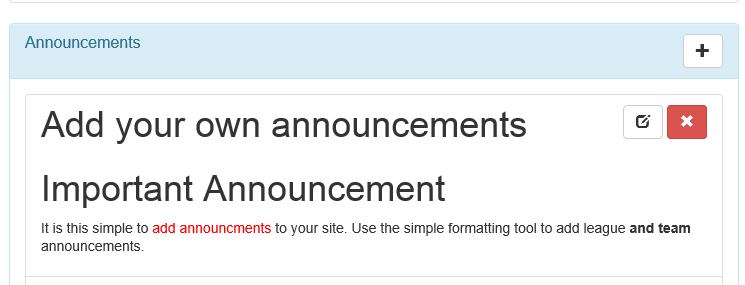 Announcements
Add your own announcements
Important Announcement
It is this simple to add announcments to your site. Use the simple formatting tool to add league and team
announcements.